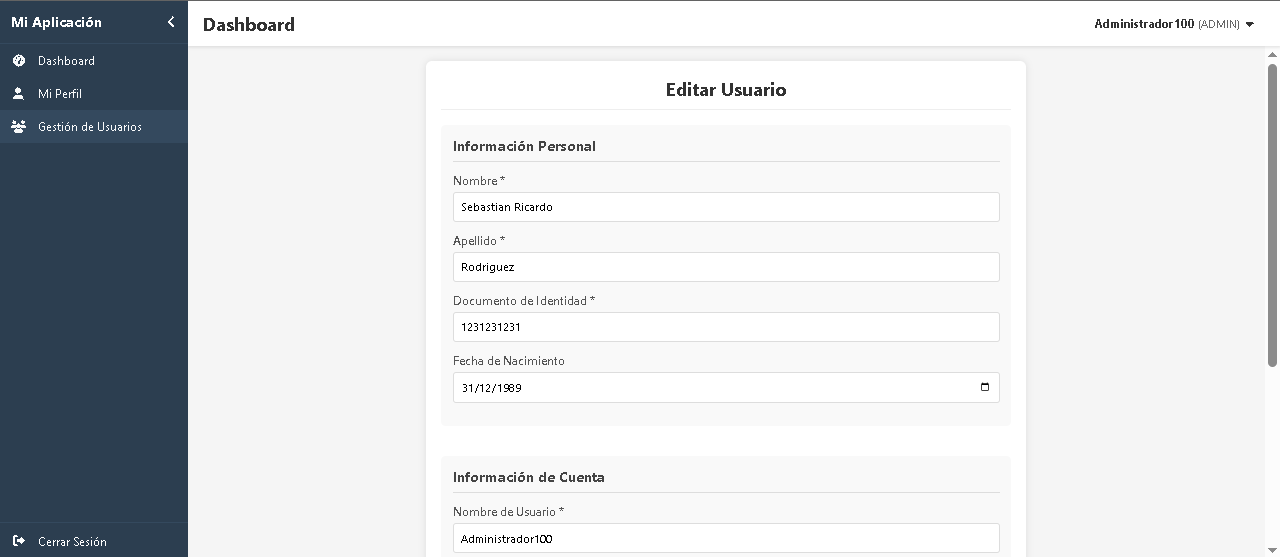 Mi Aplicación
Dashboard
Administrador100 (ADMIN)
Dashboard
Mi Perfil
Gestión de Usuarios
Editar Usuario
Información Personal
Nombre *
Sebastian Ricardo
Apellido *
Rodriguez
Documento de Identidad *
1231231231
Fecha de Nacimiento
31/12/1989
Información de Cuenta
Nombre de Usuario *
Administrador100
Cerrar Sesión